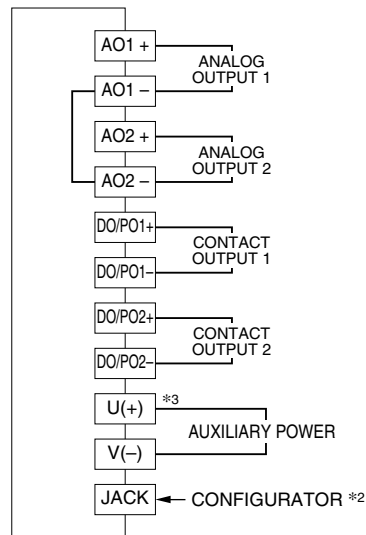 AO1 +
ANALOG
OUTPUT 1
AO1 –
AO2 +
ANALOG
OUTPUT 2
AO2 –
DO/PO1+
CONTACT
OUTPUT 1
DO/PO1–
DO/PO2+
CONTACT
OUTPUT 2
DO/PO2–
U(+) *3
AUXILIARY POWER
V(–)
JACK CONFIGURATOR *2